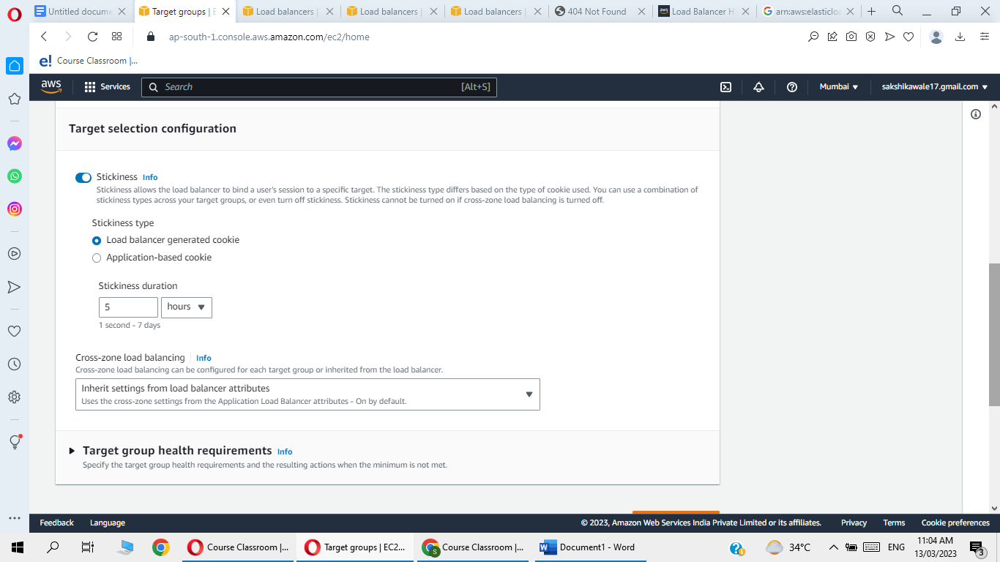 Untitled docume
Target groups | E
Load balancers |
Load balancers |
Load balancers |
404 Not Found
Load Balancer H
arn:aws:elasticloa
ap-south-1.console.aws.amazon.com/ec2/home
e! Course Classroom |...
aws
Services
Search
[Alt+S]
Mumbai
sakshikawale17.gmail.com
Target selection configuration
Stickiness Info
Stickiness allows the load balancer to bind a user's session to a specific target. The stickiness type differs based on the type of cookie used. You can use a combination of
stickiness types across your target groups, or even turn off stickiness. Stickiness cannot be turned on if cross-zone load balancing is turned off.
Stickiness type
Load balancer generated cookie
Application-based cookie
Stickiness duration
5
hours
1 second - 7 days
Cross-zone load balancing Info
Cross-zone load balancing can be configured for each target group or inherited from the load balancer.
Inherit settings from load balancer attributes
Uses the cross-zone settings from the Application Load Balancer attributes - On by default.
Target group health requirements Info
Specify the target group health requirements and the resulting actions when the minimum is not met.
Feedback
Language
© 2023, Amazon Web Services India Private Limited or its affiliates.
Privacy
Terms
Cookie preferences
Course Classroom |...
Target groups | EC2...
Course Classroom |...
Document1 - Word
34°C
ENG
11:04 AM
13/03/2023
3